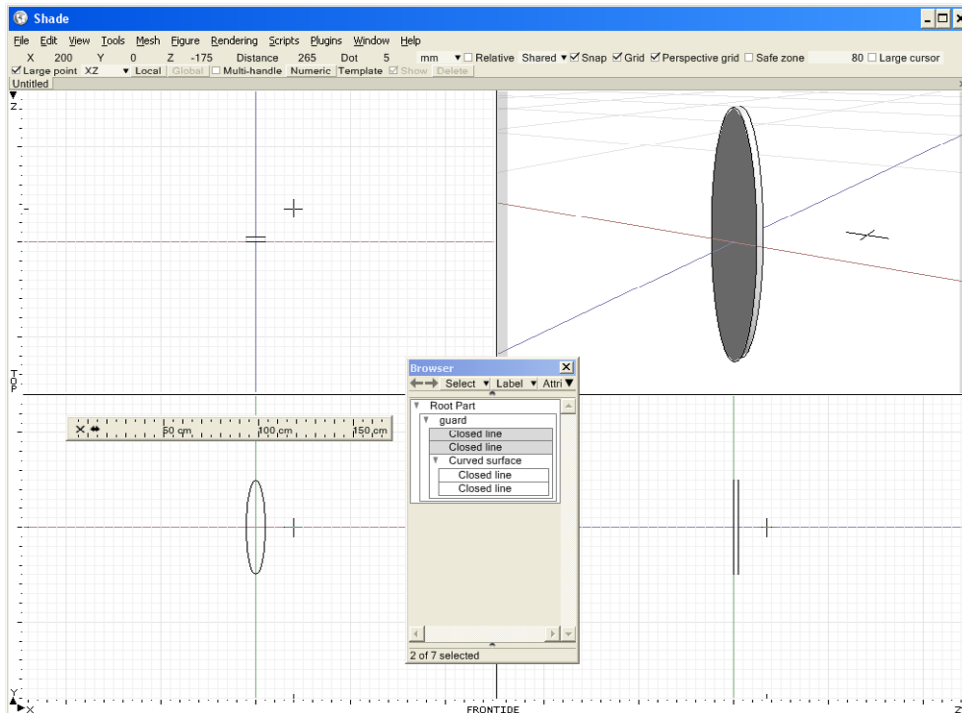 Shade
File Edit View Tools Mesh Figure Rendering Scripts Plugins Window Help
X 200 Y 0 Z -175 Distance 265 Dot 5 mm Relative Shared Snap Grid Perspective grid Safe zone 80 Large cursor
Large point XZ Local Global Multi-handle Numeric Template Show Delete
Untitled
Z
TOP
Browser
Select Label Attri
Root Part
guard
Closed line
Closed line
Curved surface
Closed line
Closed line
2 of 7 selected
50 cm 100 cm 150 cm
Y
X FRONTIDE Z